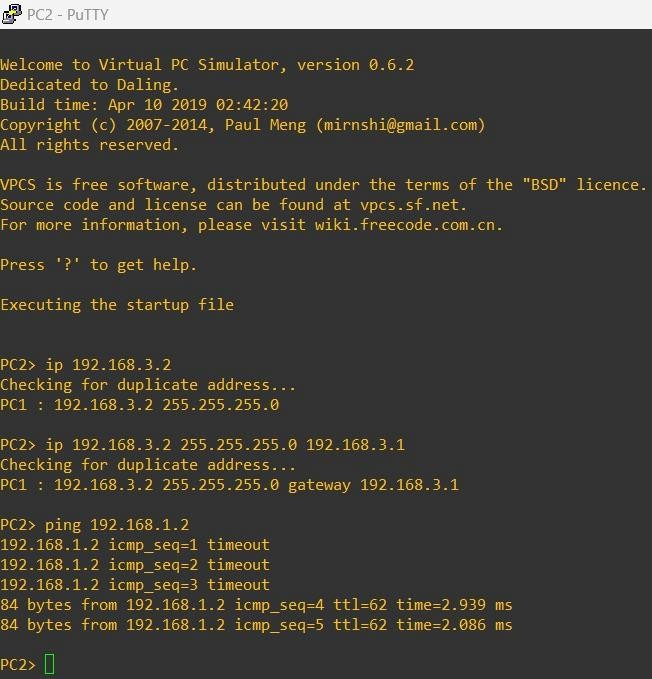 PC2 - PuTTY
Welcome to Virtual PC Simulator, version 0.6.2
Dedicated to Daling.
Build time: Apr 10 2019 02:42:20
Copyright (c) 2007-2014, Paul Meng (mirnshi@gmail.com)
All rights reserved.
VPCS is free software, distributed under the terms of the "BSD" licence.
Source code and license can be found at vpcs.sf.net.
For more information, please visit wiki.freecode.com.cn.
Press '?' to get help.
Executing the startup file
PC2> ip 192.168.3.2
Checking for duplicate address...
PC1 : 192.168.3.2 255.255.255.0
PC2> ip 192.168.3.2 255.255.255.0 192.168.3.1
Checking for duplicate address...
PC1 : 192.168.3.2 255.255.255.0 gateway 192.168.3.1
PC2> ping 192.168.1.2
192.168.1.2 icmp_seq=1 timeout
192.168.1.2 icmp_seq=2 timeout
192.168.1.2 icmp_seq=3 timeout
84 bytes from 192.168.1.2 icmp_seq=4 ttl=62 time=2.939 ms
84 bytes from 192.168.1.2 icmp_seq=5 ttl=62 time=2.086 ms
PC2>